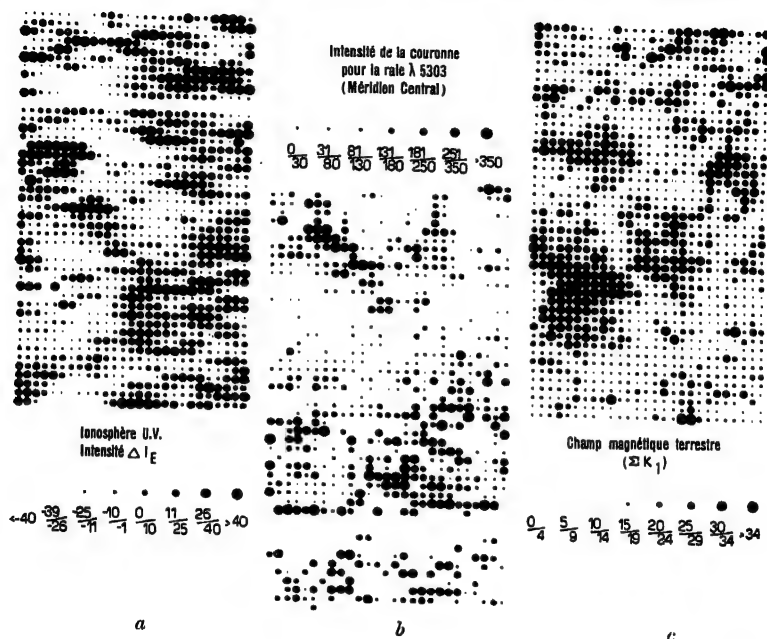 Intensité de la couronne
pour la raie λ 5303
(Méridien Central)
0/30 31/80 81/130 131/180 181/250 251/350 >350
Ionosphère U.V.
Intensité Δ I_E
<-40 -39/-26 -25/-11 -10/-1 0/10 11/25 26/40 >40
Champ magnétique terrestre
(Σ K₁)
0/4 5/9 10/14 15/19 20/24 25/29 30/34 >34
a b c